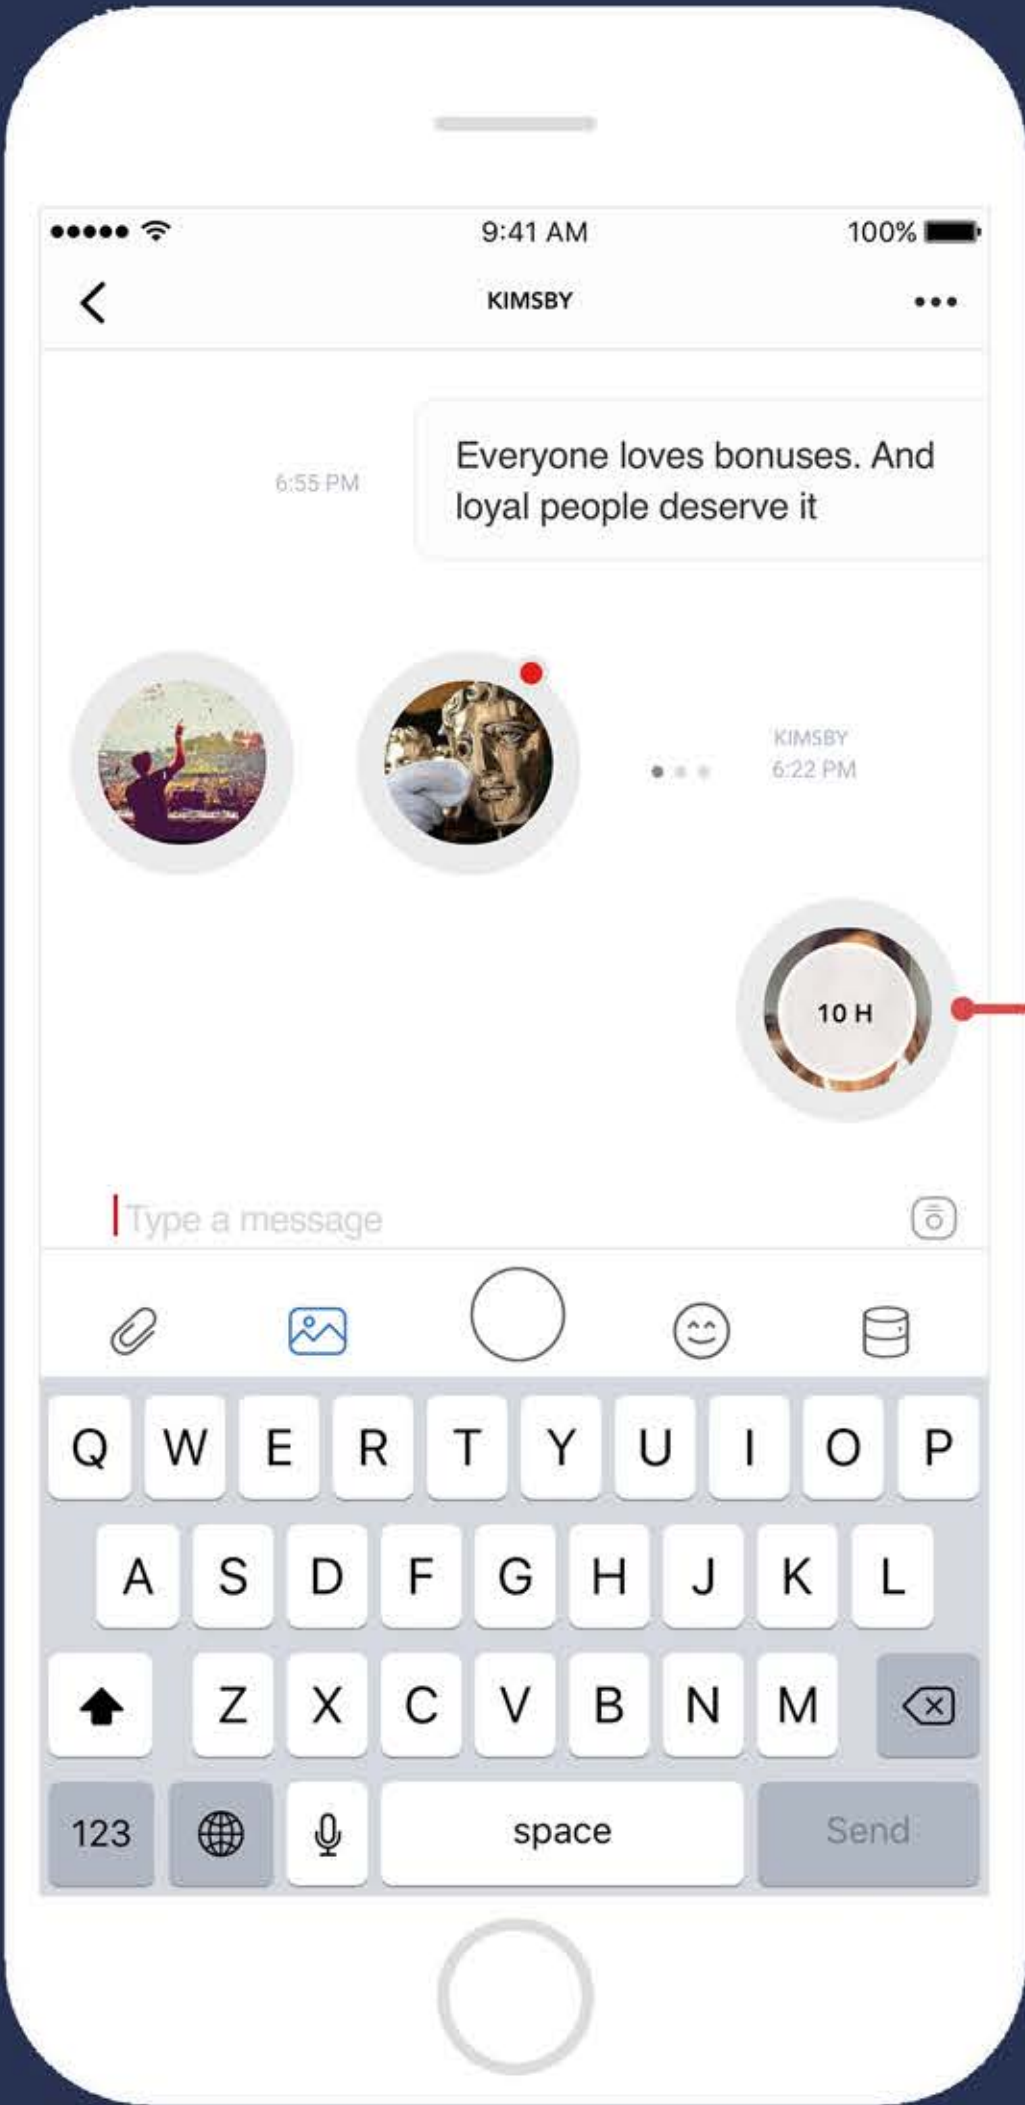 9:41 AM
100%
KIMSBY
Everyone loves bonuses. And
loyal people deserve it
6:55 PM
KIMSBY
6:22 PM
10 H
Type a message
Q W E R T Y U I O P
A S D F G H J K L
Z X C V B N M
123
space
Send